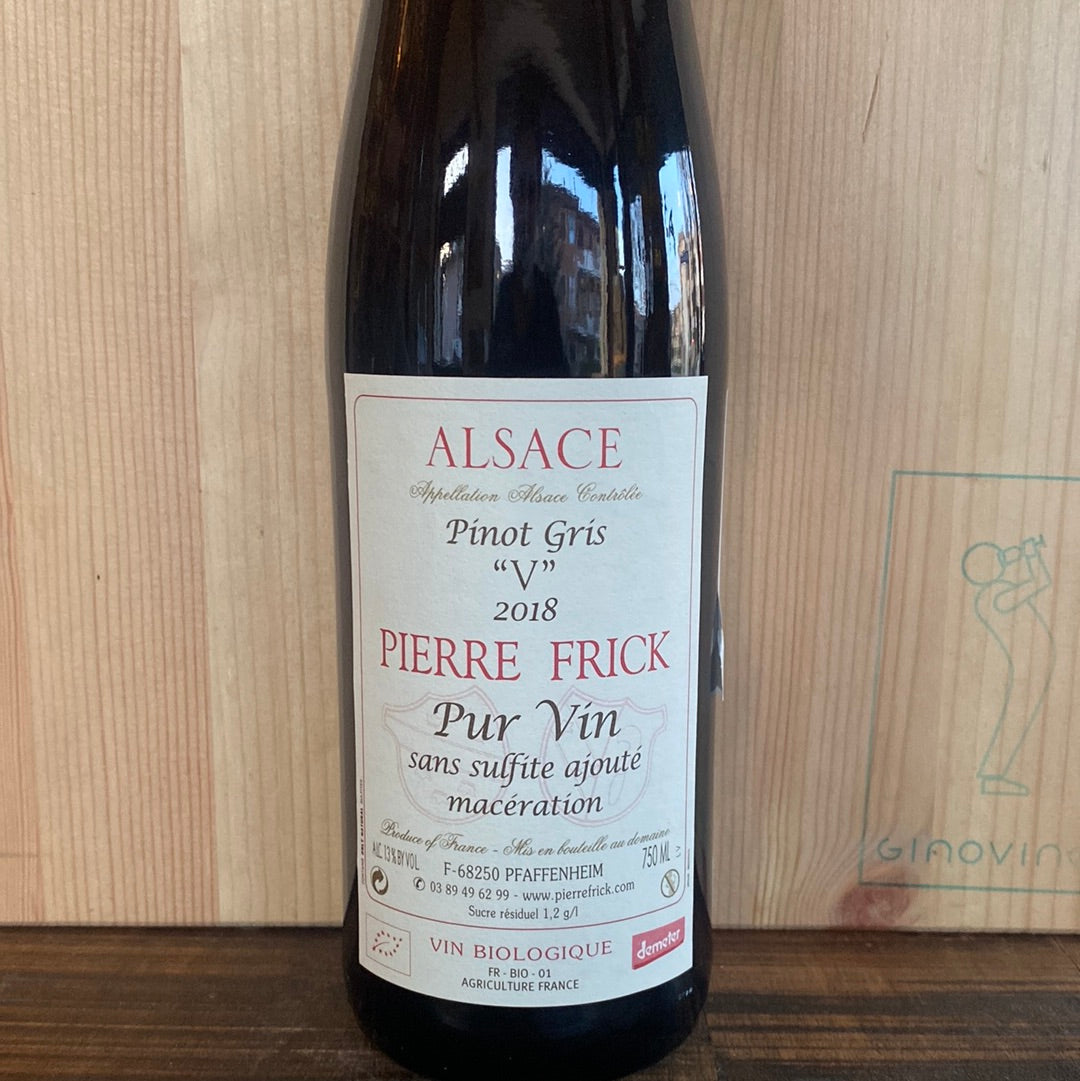 ALSACE
Appellation Alsace Contrôlée
Pinot Gris
“V”
2018
PIERRE FRICK
Pur Vin
sans sulfite ajouté
macération
Produce of France - Mis en bouteille au domaine
ALC 13% BY VOL
750 ML
F-68250 PFAFFENHEIM
03 89 49 62 99 - www.pierrefrick.com
Sucre résiduel 1,2 g/l
VIN BIOLOGIQUE
demeter
FR - BIO - 01
AGRICULTURE FRANCE
GINOVINO